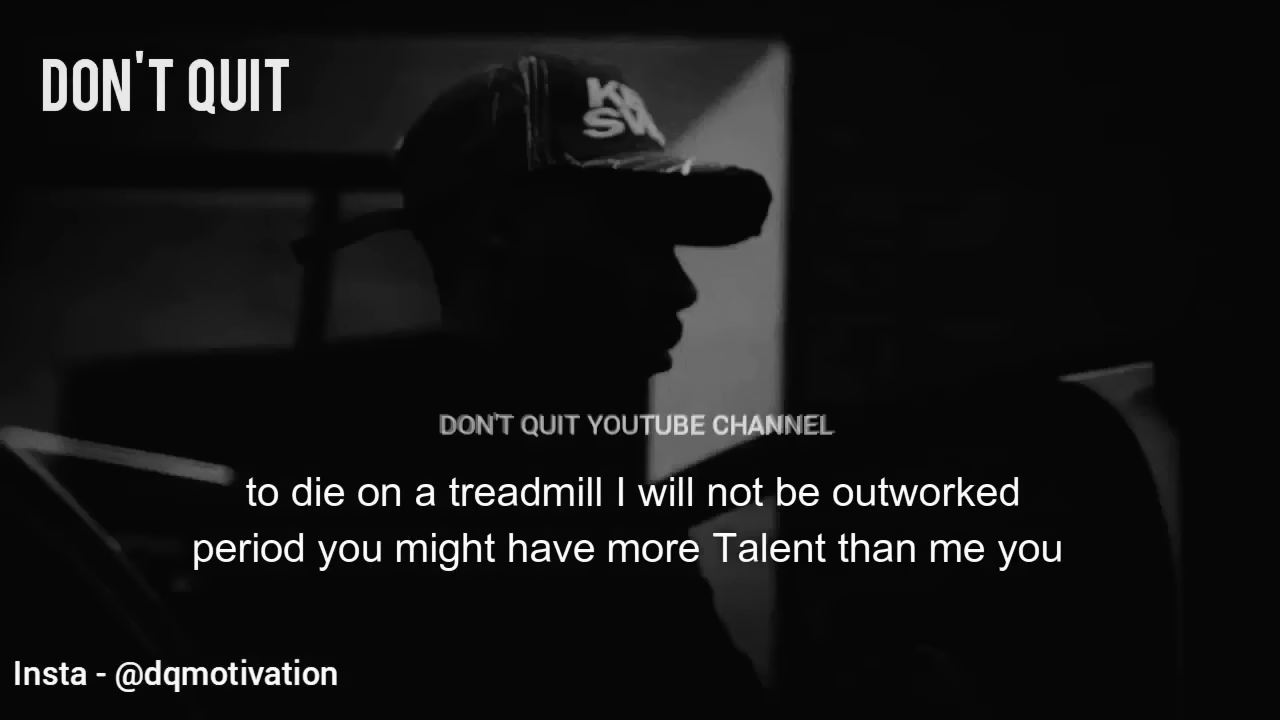 DON'T QUIT
DON'T QUIT YOUTUBE CHANNEL
to die on a treadmill I will not be outworked
period you might have more Talent than me you
Insta - @dqmotivation